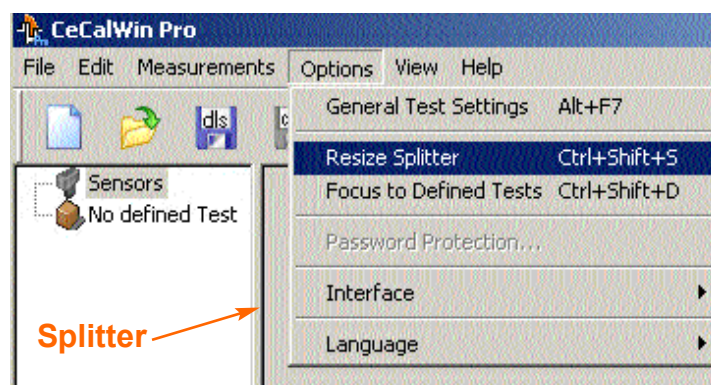 CeCalWin Pro
File Edit Measurements Options View Help
dls
General Test Settings Alt+F7
Resize Splitter Ctrl+Shift+S
Focus to Defined Tests Ctrl+Shift+D
Password Protection...
Interface
Language
Sensors
No defined Test
Splitter